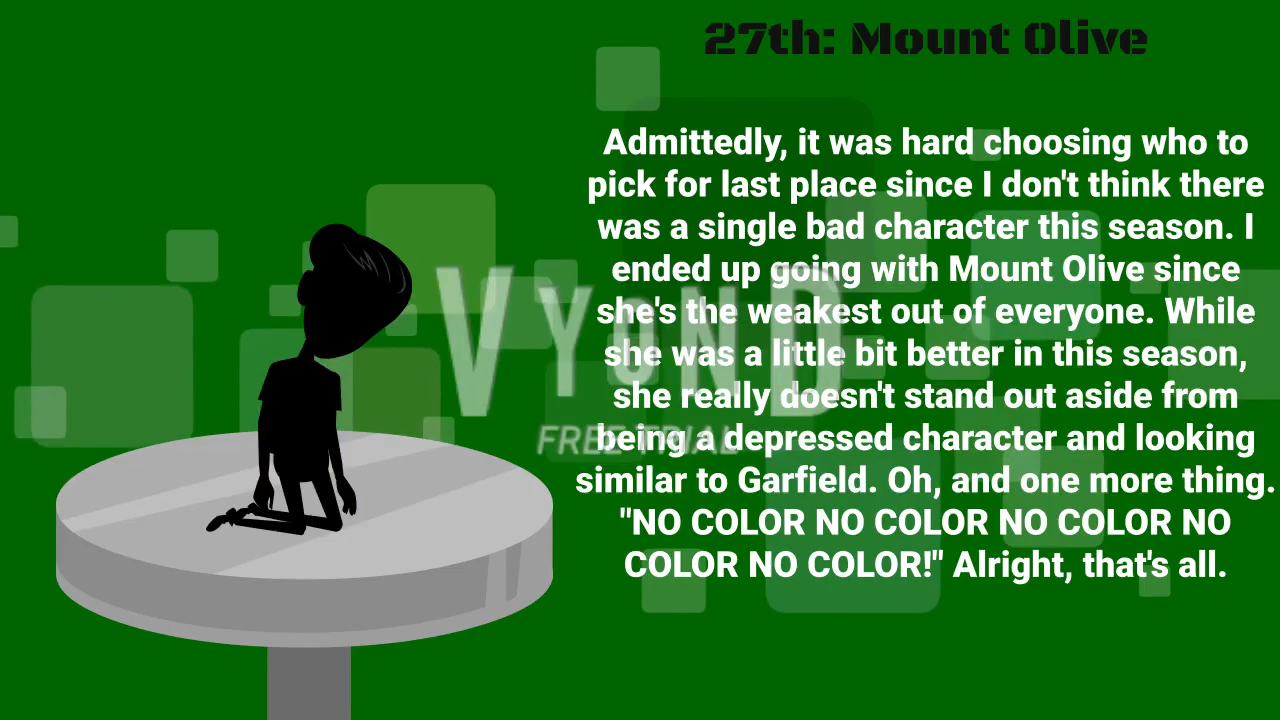 27th: Mount Olive
Admittedly, it was hard choosing who to
pick for last place since I don't think there
was a single bad character this season. I
ended up going with Mount Olive since
she's the weakest out of everyone. While
she was a little bit better in this season,
she really doesn't stand out aside from
being a depressed character and looking
similar to Garfield. Oh, and one more thing.
"NO COLOR NO COLOR NO COLOR NO
COLOR NO COLOR!" Alright, that's all.
VYOND
FREE TRIAL